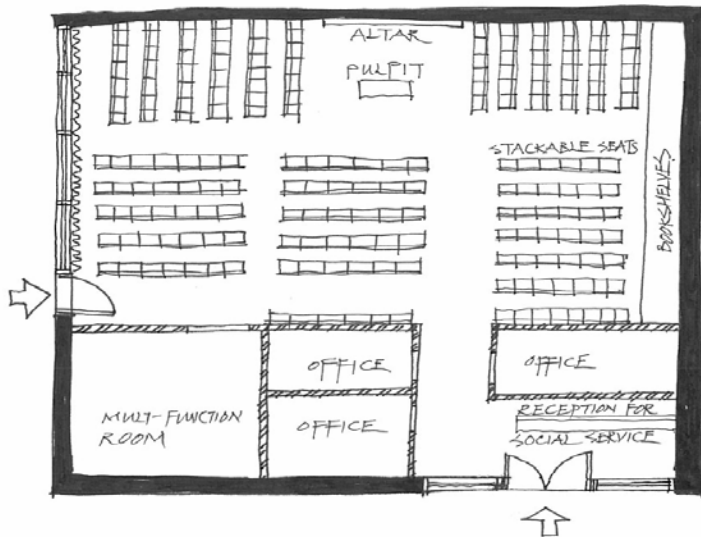 ALTAR
PULPIT
STACKABLE SEATS
BOOKSHELVES
OFFICE
OFFICE
MULTI-FUNCTION
ROOM
OFFICE
RECEPTION FOR
SOCIAL SERVICE